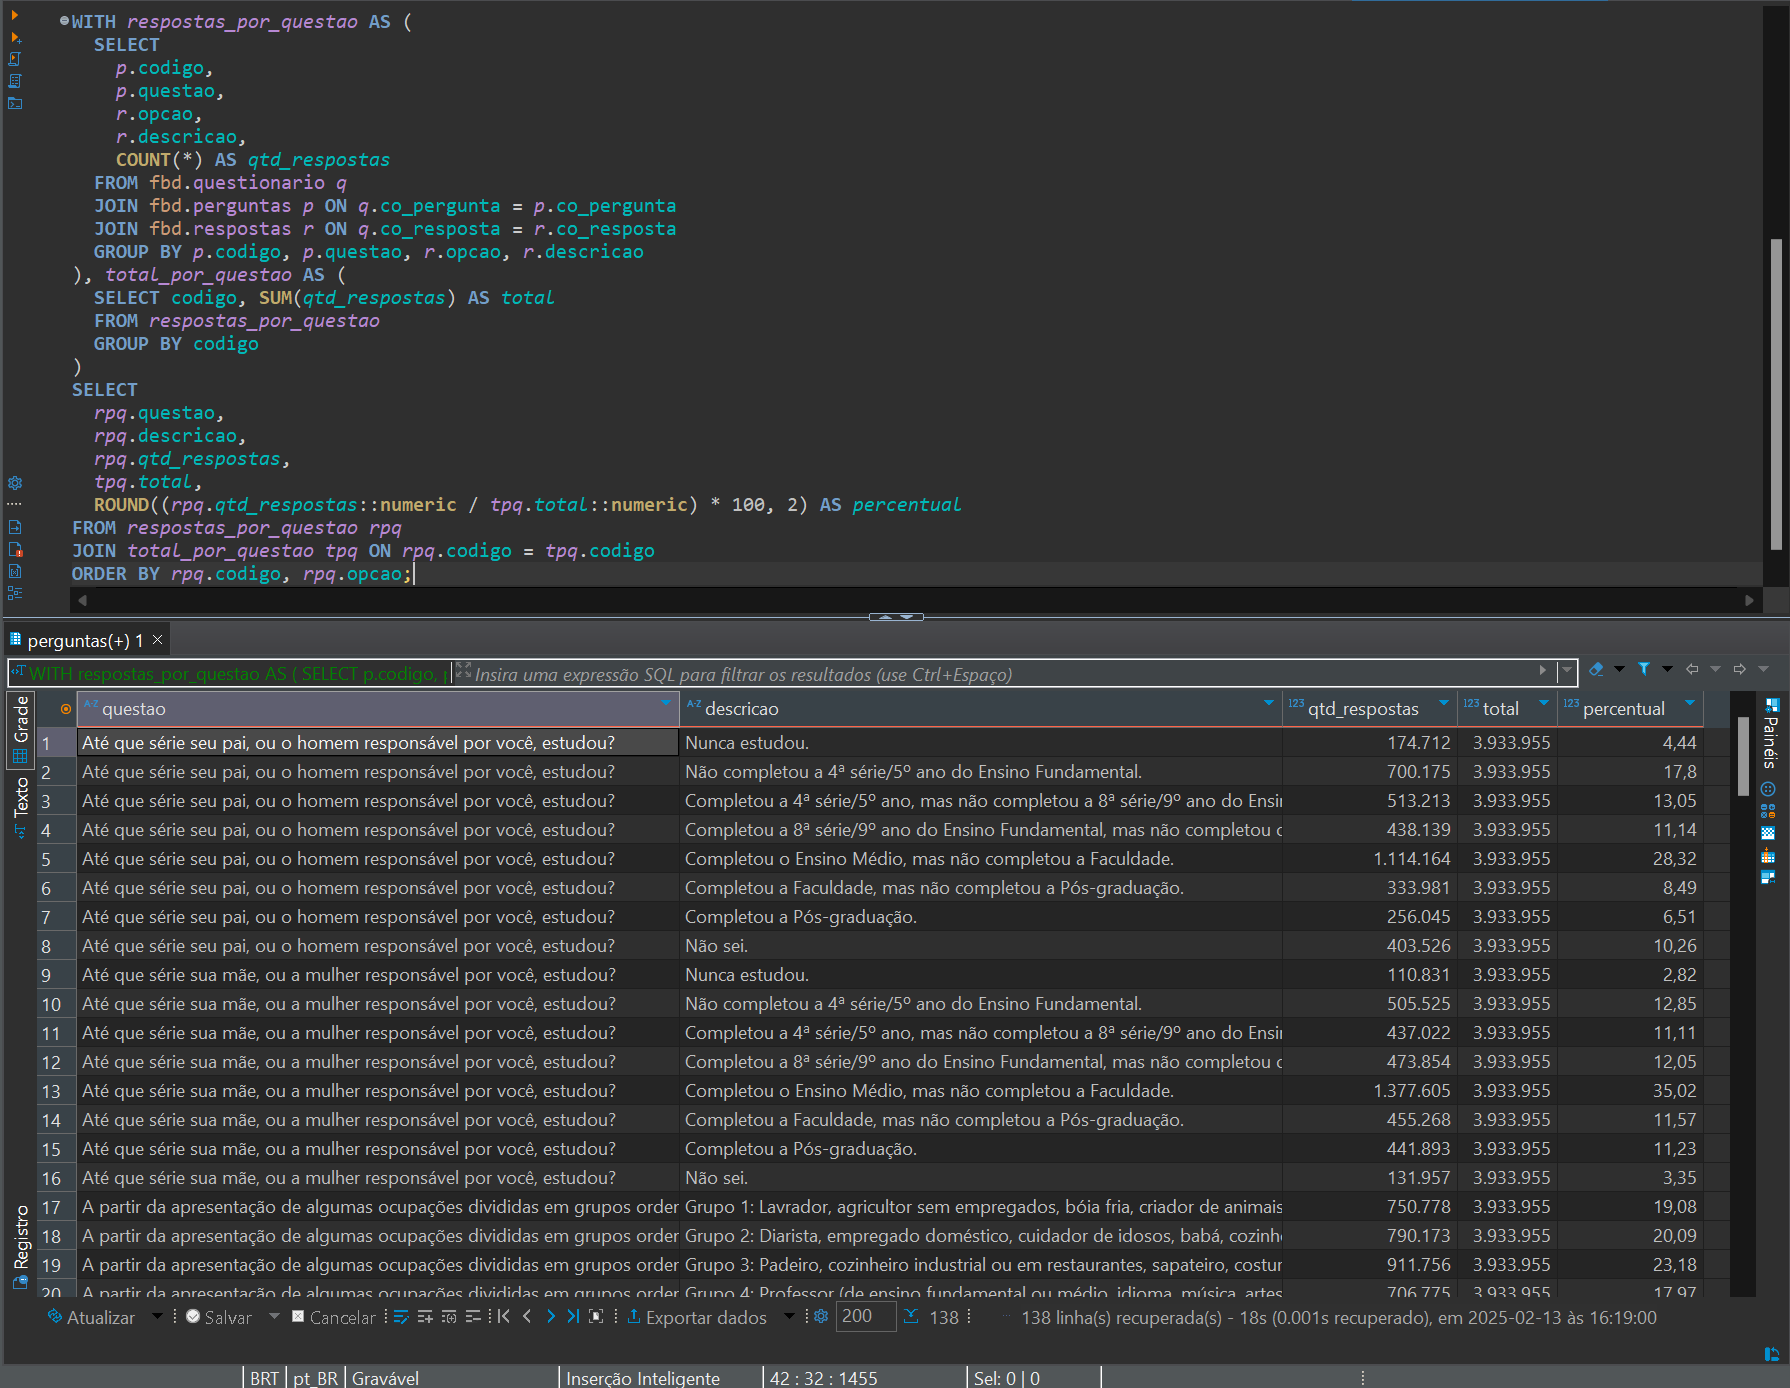 WITH respostas_por_questao AS (
SELECT
p.codigo,
p.questao,
r.opcao,
r.descricao,
COUNT(*) AS qtd_respostas
FROM fbd.questionario q
JOIN fbd.perguntas p ON q.co_pergunta = p.co_pergunta
JOIN fbd.respostas r ON q.co_resposta = r.co_resposta
GROUP BY p.codigo, p.questao, r.opcao, r.descricao
), total_por_questao AS (
SELECT codigo, SUM(qtd_respostas) AS total
FROM respostas_por_questao
GROUP BY codigo
)
SELECT
rpq.questao,
rpq.descricao,
rpq.qtd_respostas,
tpq.total,
ROUND((rpq.qtd_respostas::numeric / tpq.total::numeric) * 100, 2) AS percentual
FROM respostas_por_questao rpq
JOIN total_por_questao tpq ON rpq.codigo = tpq.codigo
ORDER BY rpq.codigo, rpq.opcao;
perguntas(+) 1
WITH respostas_por_questao AS ( SELECT p.codigo, Insira uma expressão SQL para filtrar os resultados (use Ctrl+Espaço)
Grade
Texto
Registro
Painéis
A-Z questao A-Z descricao 123 qtd_respostas 123 total 123 percentual
1 Até que série seu pai, ou o homem responsável por você, estudou? Nunca estudou. 174.712 3.933.955 4,44
2 Até que série seu pai, ou o homem responsável por você, estudou? Não completou a 4ª série/5º ano do Ensino Fundamental. 700.175 3.933.955 17,8
3 Até que série seu pai, ou o homem responsável por você, estudou? Completou a 4ª série/5º ano, mas não completou a 8ª série/9º ano do Ensi 513.213 3.933.955 13,05
4 Até que série seu pai, ou o homem responsável por você, estudou? Completou a 8ª série/9º ano do Ensino Fundamental, mas não completou 438.139 3.933.955 11,14
5 Até que série seu pai, ou o homem responsável por você, estudou? Completou o Ensino Médio, mas não completou a Faculdade. 1.114.164 3.933.955 28,32
6 Até que série seu pai, ou o homem responsável por você, estudou? Completou a Faculdade, mas não completou a Pós-graduação. 333.981 3.933.955 8,49
7 Até que série seu pai, ou o homem responsável por você, estudou? Completou a Pós-graduação. 256.045 3.933.955 6,51
8 Até que série seu pai, ou o homem responsável por você, estudou? Não sei. 403.526 3.933.955 10,26
9 Até que série sua mãe, ou a mulher responsável por você, estudou? Nunca estudou. 110.831 3.933.955 2,82
10 Até que série sua mãe, ou a mulher responsável por você, estudou? Não completou a 4ª série/5º ano do Ensino Fundamental. 505.525 3.933.955 12,85
11 Até que série sua mãe, ou a mulher responsável por você, estudou? Completou a 4ª série/5º ano, mas não completou a 8ª série/9º ano do Ensi 437.022 3.933.955 11,11
12 Até que série sua mãe, ou a mulher responsável por você, estudou? Completou a 8ª série/9º ano do Ensino Fundamental, mas não completou 473.854 3.933.955 12,05
13 Até que série sua mãe, ou a mulher responsável por você, estudou? Completou o Ensino Médio, mas não completou a Faculdade. 1.377.605 3.933.955 35,02
14 Até que série sua mãe, ou a mulher responsável por você, estudou? Completou a Faculdade, mas não completou a Pós-graduação. 455.268 3.933.955 11,57
15 Até que série sua mãe, ou a mulher responsável por você, estudou? Completou a Pós-graduação. 441.893 3.933.955 11,23
16 Até que série sua mãe, ou a mulher responsável por você, estudou? Não sei. 131.957 3.933.955 3,35
17 A partir da apresentação de algumas ocupações divididas em grupos order Grupo 1: Lavrador, agricultor sem empregados, bóia fria, criador de animais 750.778 3.933.955 19,08
18 A partir da apresentação de algumas ocupações divididas em grupos order Grupo 2: Diarista, empregado doméstico, cuidador de idosos, babá, cozinh 790.173 3.933.955 20,09
19 A partir da apresentação de algumas ocupações divididas em grupos order Grupo 3: Padeiro, cozinheiro industrial ou em restaurantes, sapateiro, costur 911.756 3.933.955 23,18
20 A partir da apresentação de algumas ocupações divididas em grupos order Grupo 4: Professor (de ensino fundamental ou médio, idioma, música, artes 706.775 3.933.955 17,97
Atualizar Salvar Cancelar Exportar dados 200 138 138 linha(s) recuperada(s) - 18s (0.001s recuperado), em 2025-02-13 às 16:19:00
BRT pt_BR Gravável Inserção Inteligente 42 : 32 : 1455 Sel: 0 | 0